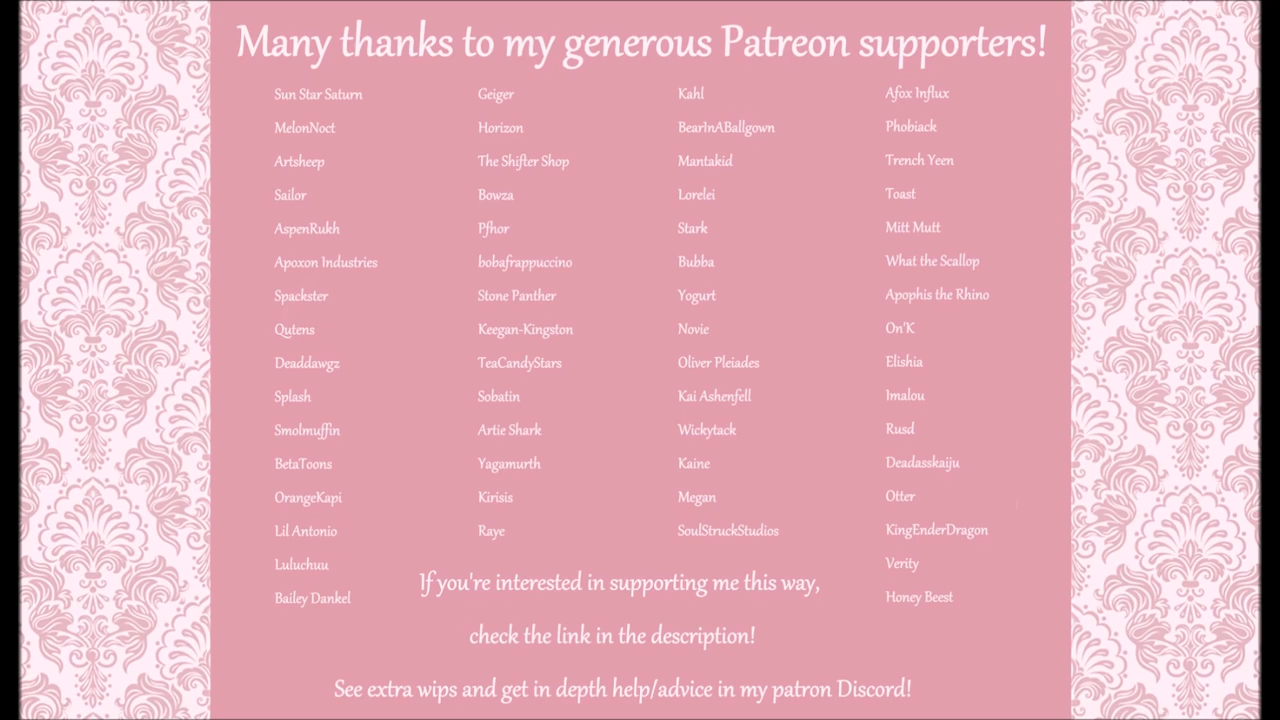 Many thanks to my generous Patreon supporters!
Sun Star Saturn
MelonNoct
Artsheep
Sailor
AspenRukh
Apoxon Industries
Spackster
Qutens
Deaddawgz
Splash
Smolmuffin
BetaToons
OrangeKapi
Lil Antonio
Luluchuu
Bailey Dankel
Geiger
Horizon
The Shifter Shop
Bowza
Pfhor
bobafrappuccino
Stone Panther
Keegan-Kingston
TeaCandyStars
Sobatin
Artie Shark
Yagamurth
Kirisis
Raye
Kahl
BearInABallgown
Mantakid
Lorelei
Stark
Bubba
Yogurt
Novie
Oliver Pleiades
Kai Ashenfell
Wickytack
Kaine
Megan
SoulStruckStudios
Afox Influx
Phobiack
Trench Yeen
Toast
Mitt Mutt
What the Scallop
Apophis the Rhino
On'K
Elishia
Imalou
Rusd
Deadasskaiju
Otter
KingEnderDragon
Verity
Honey Beest
If you're interested in supporting me this way,
check the link in the description!
See extra wips and get in depth help/advice in my patron Discord!